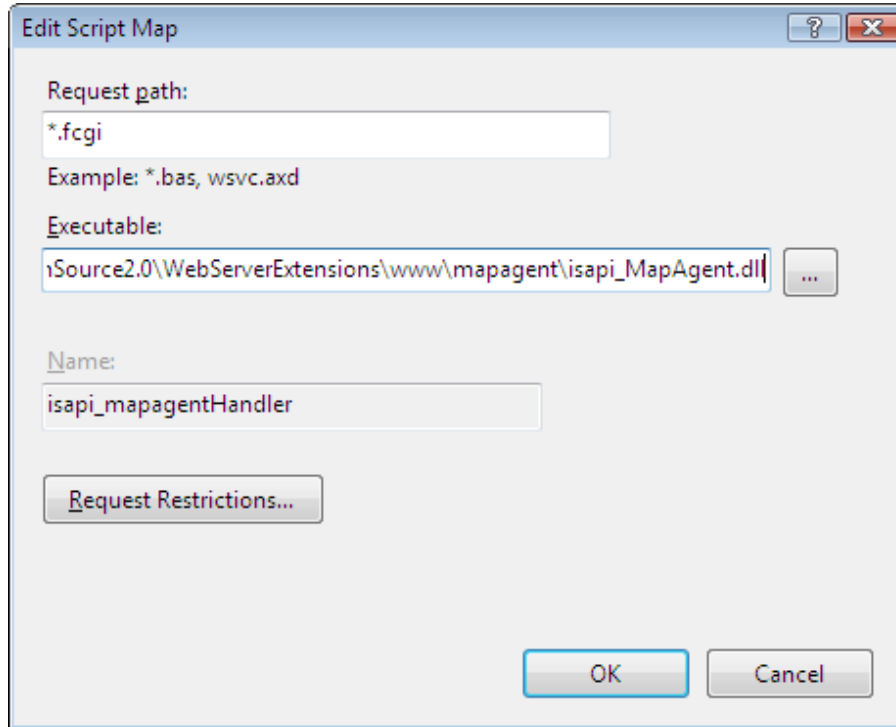 Edit Script Map
Request path:
*.fcgi
Example: *.bas, wsvc.axd
Executable:
nSource2.0\WebServerExtensions\www\mapagent\isapi_MapAgent.dll
...
Name:
isapi_mapagentHandler
Request Restrictions...
OK Cancel